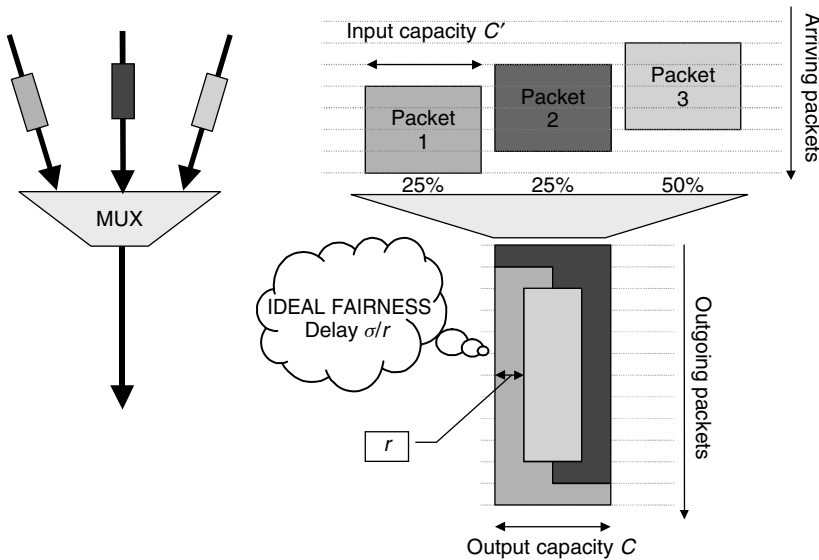 Input capacity C′
Arriving packets
Packet
1
Packet
2
Packet
3
25%
25%
50%
MUX
IDEAL FAIRNESS
Delay σ/r
Outgoing packets
r
Output capacity C